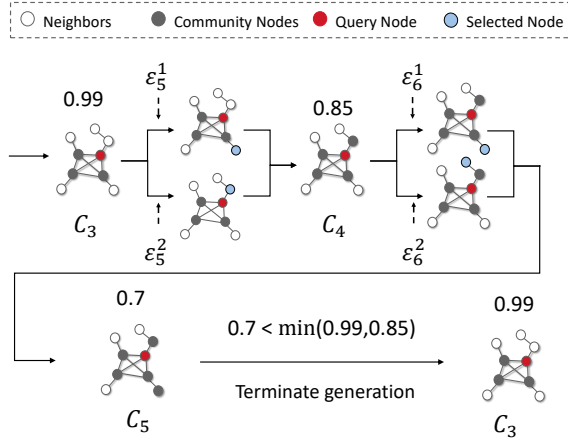 Neighbors Community Nodes Query Node Selected Node
ε₅¹ ε₆¹
0.99 0.85
C₃ C₄
ε₅² ε₆²
0.7 0.99
0.7 < min(0.99,0.85)
Terminate generation
C₅ C₃